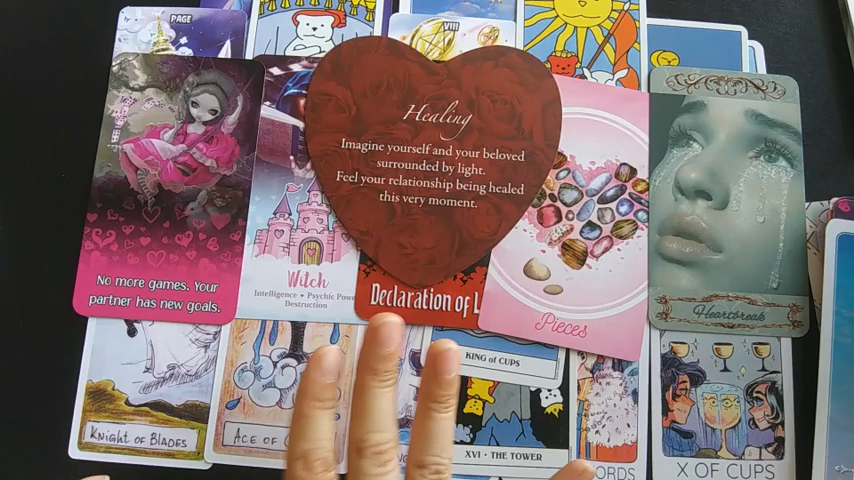 PAGE
VIII
Healing
Imagine yourself and your beloved
surrounded by light.
Feel your relationship being healed
this very moment.
No more games. Your
partner has new goals.
Witch
Intelligence • Psychic
Destruction
Declaration of
Pieces
Heartbreak
KNIGHT OF BLADES
ACE OF
KING of CUPS
XVI • THE TOWER
X OF CUPS